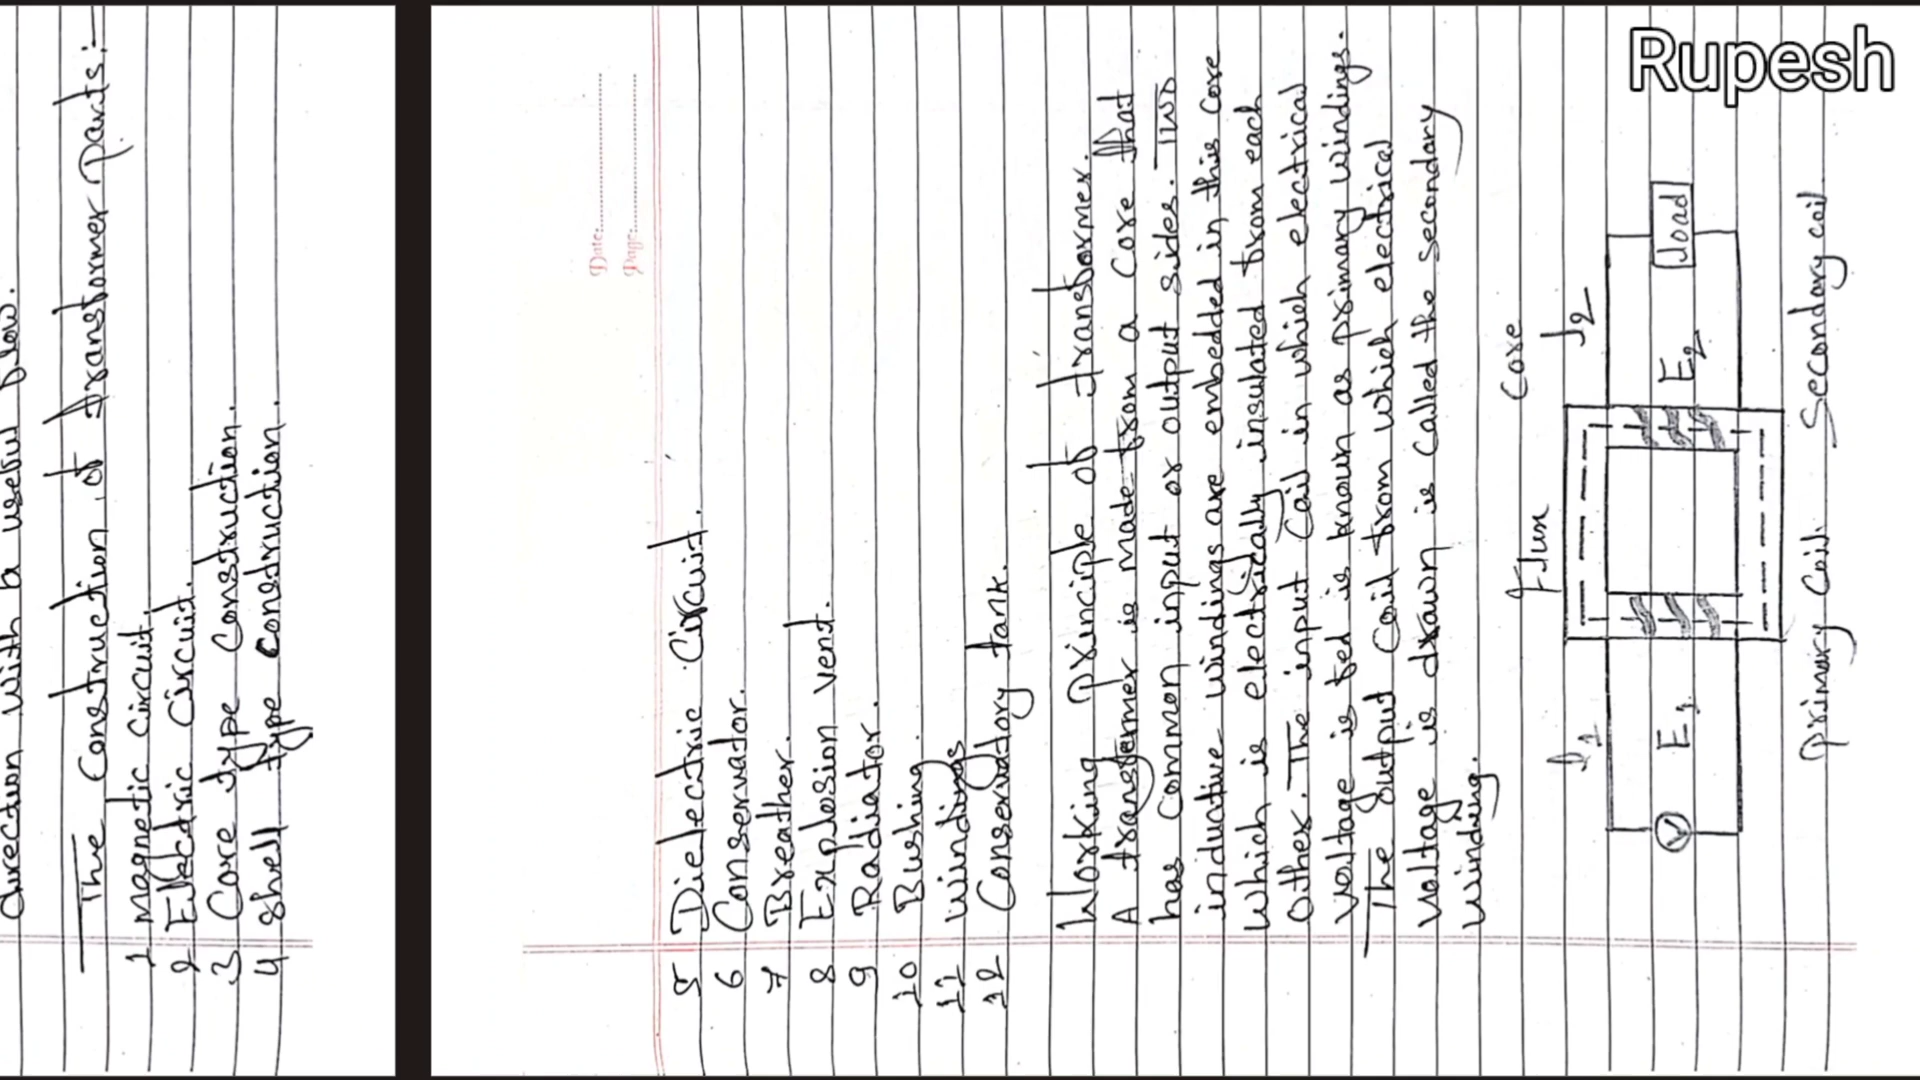 direction with a useful flow.
The Construction of transformer parts:-
1 magnetic circuit.
2 Electric Circuit.
3 Core type Construction.
4 Shell type Construction.
Date:
Page:
5 Dielectric Circuit.
6 Conservator.
7 Breather.
8 Explosion vent.
9 Radiator.
10 Bushing.
11 Windings
12 Conservatory tank.
Working principle of transformer.
A transformer is made from a Core that
has common input or output sides. Two
inductive windings are embedded in this core
which is electrically insulated from each
Other. The input Coil in which electrical
voltage is fed is known as primary windings.
The output Coil from which electrical
voltage is drawn is called the secondary
winding.
Flux
Core
I1
I2
E1
E2
Load
Primary Coil
Secondary coil
Rupesh